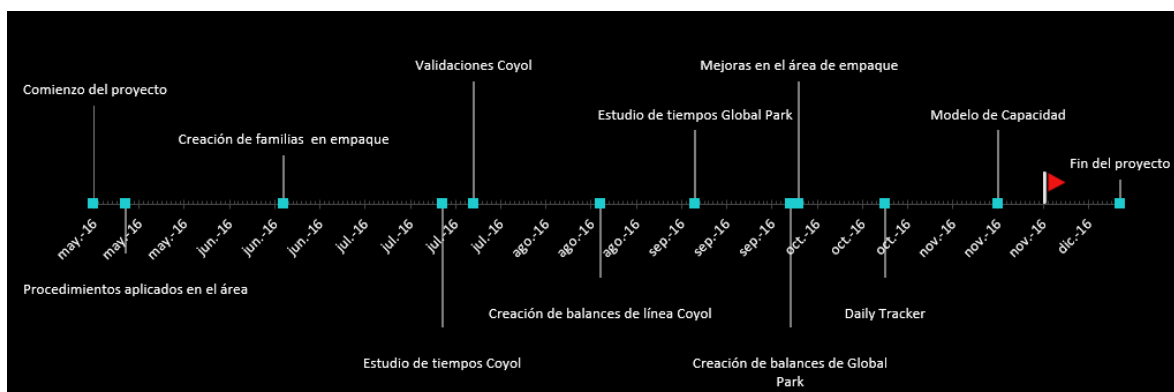 Validaciones Coyol
Mejoras en el área de empaque
Comienzo del proyecto
Estudio de tiempos Global Park
Modelo de Capacidad
Creación de familias en empaque
Fin del proyecto
may.-16
may.-16
may.-16
jun.-16
jun.-16
jun.-16
jul.-16
jul.-16
jul.-16
jul.-16
ago.-16
ago.-16
ago.-16
sep.-16
sep.-16
sep.-16
oct.-16
oct.-16
oct.-16
nov.-16
nov.-16
nov.-16
dic.-16
Procedimientos aplicados en el área
Creación de balances de línea Coyol
Daily Tracker
Estudio de tiempos Coyol
Creación de balances de Global
Park